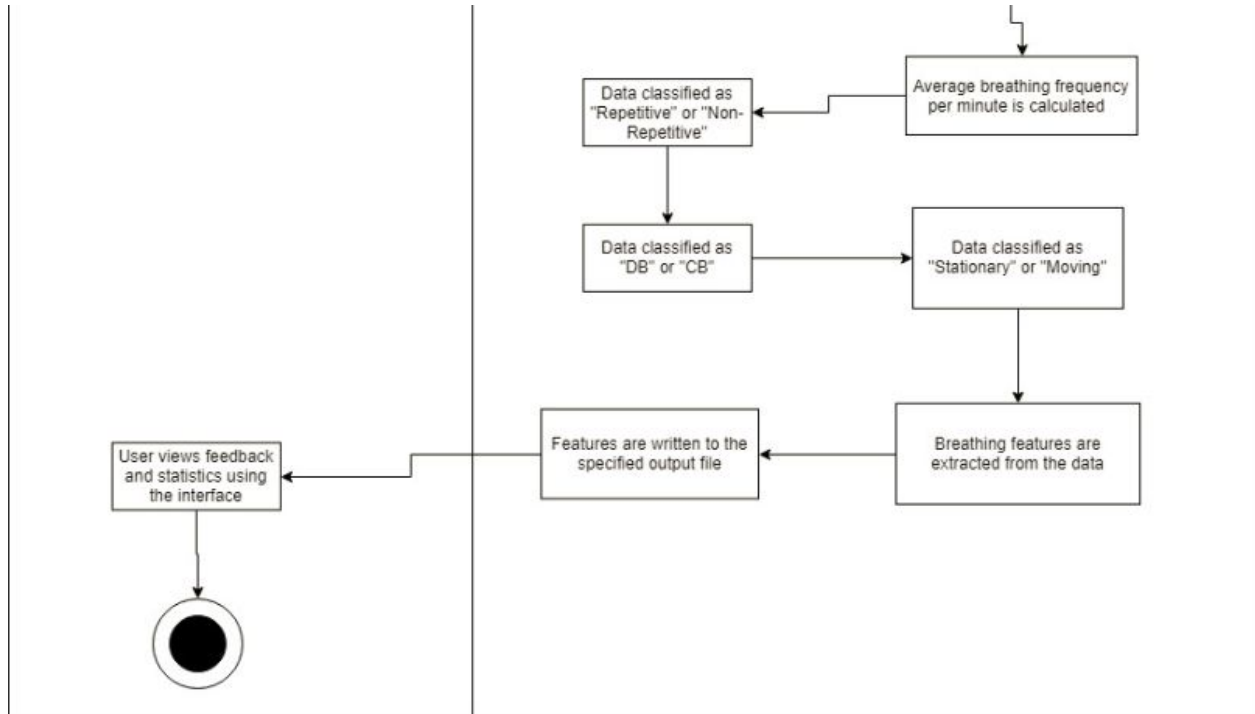 Average breathing frequency
per minute is calculated
Data classified as
"Repetitive" or "Non-
Repetitive"
Data classified as
"DB" or "CB"
Data classified as
"Stationary" or "Moving"
Breathing features are
extracted from the data
Features are written to the
specified output file
User views feedback
and statistics using
the interface